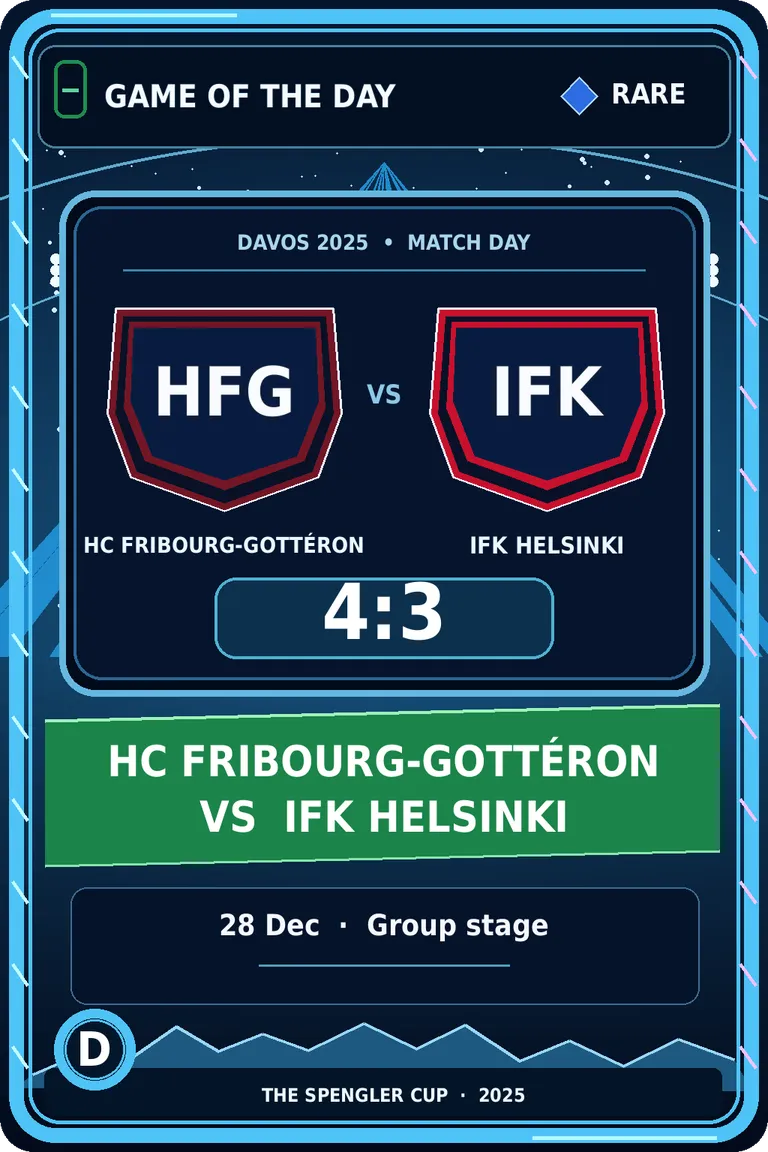 GAME OF THE DAY
RARE
DAVOS 2025 • MATCH DAY
HFG VS IFK
HC FRIBOURG-GOTTÉRON IFK HELSINKI
4:3
HC FRIBOURG-GOTTÉRON
VS IFK HELSINKI
28 Dec · Group stage
D
THE SPENGLER CUP · 2025